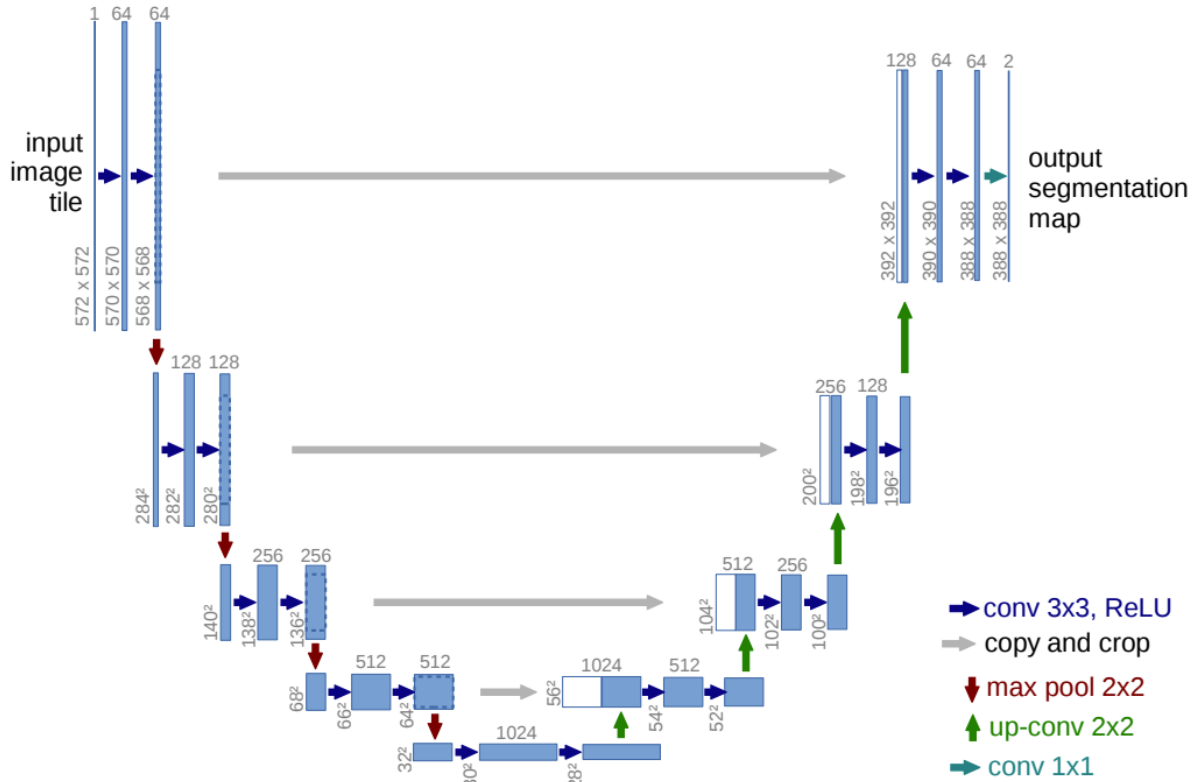 1 64 64
input
image
tile
572 x 572
570 x 570
568 x 568
128 64 64 2
output
segmentation
map
392 x 392
390 x 390
388 x 388
388 x 388
128 128
284²
282²
280²
256 128
200²
198²
196²
256 256
140²
138²
136²
512 256
104²
102²
100²
512 512
68²
66²
64²
1024 512
56²
54²
52²
1024
32²
conv 3x3, ReLU
copy and crop
max pool 2x2
up-conv 2x2
conv 1x1